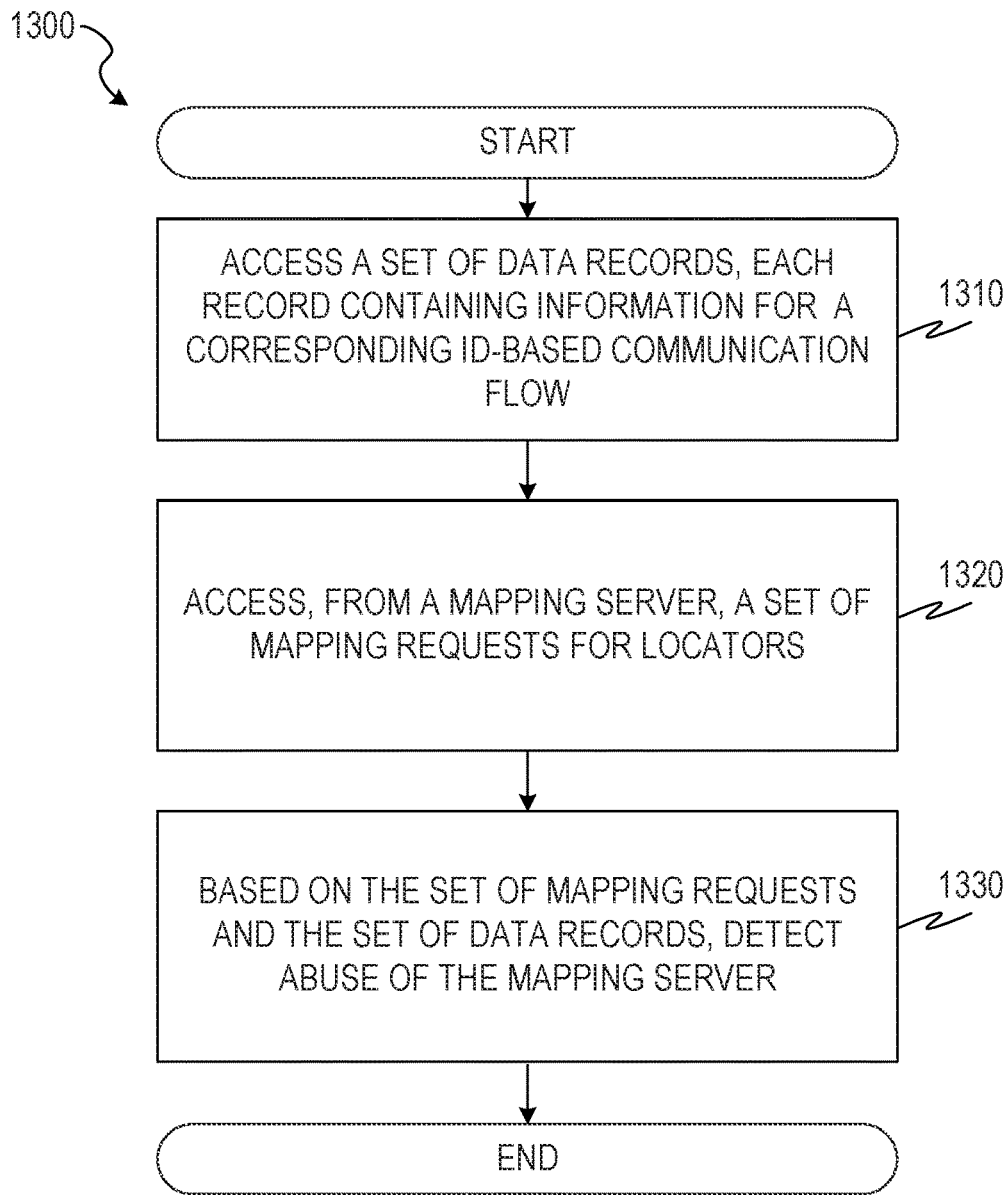 1300
START
ACCESS A SET OF DATA RECORDS, EACH
RECORD CONTAINING INFORMATION FOR A
CORRESPONDING ID-BASED COMMUNICATION
FLOW
1310
ACCESS, FROM A MAPPING SERVER, A SET OF
MAPPING REQUESTS FOR LOCATORS
1320
BASED ON THE SET OF MAPPING REQUESTS
AND THE SET OF DATA RECORDS, DETECT
ABUSE OF THE MAPPING SERVER
1330
END